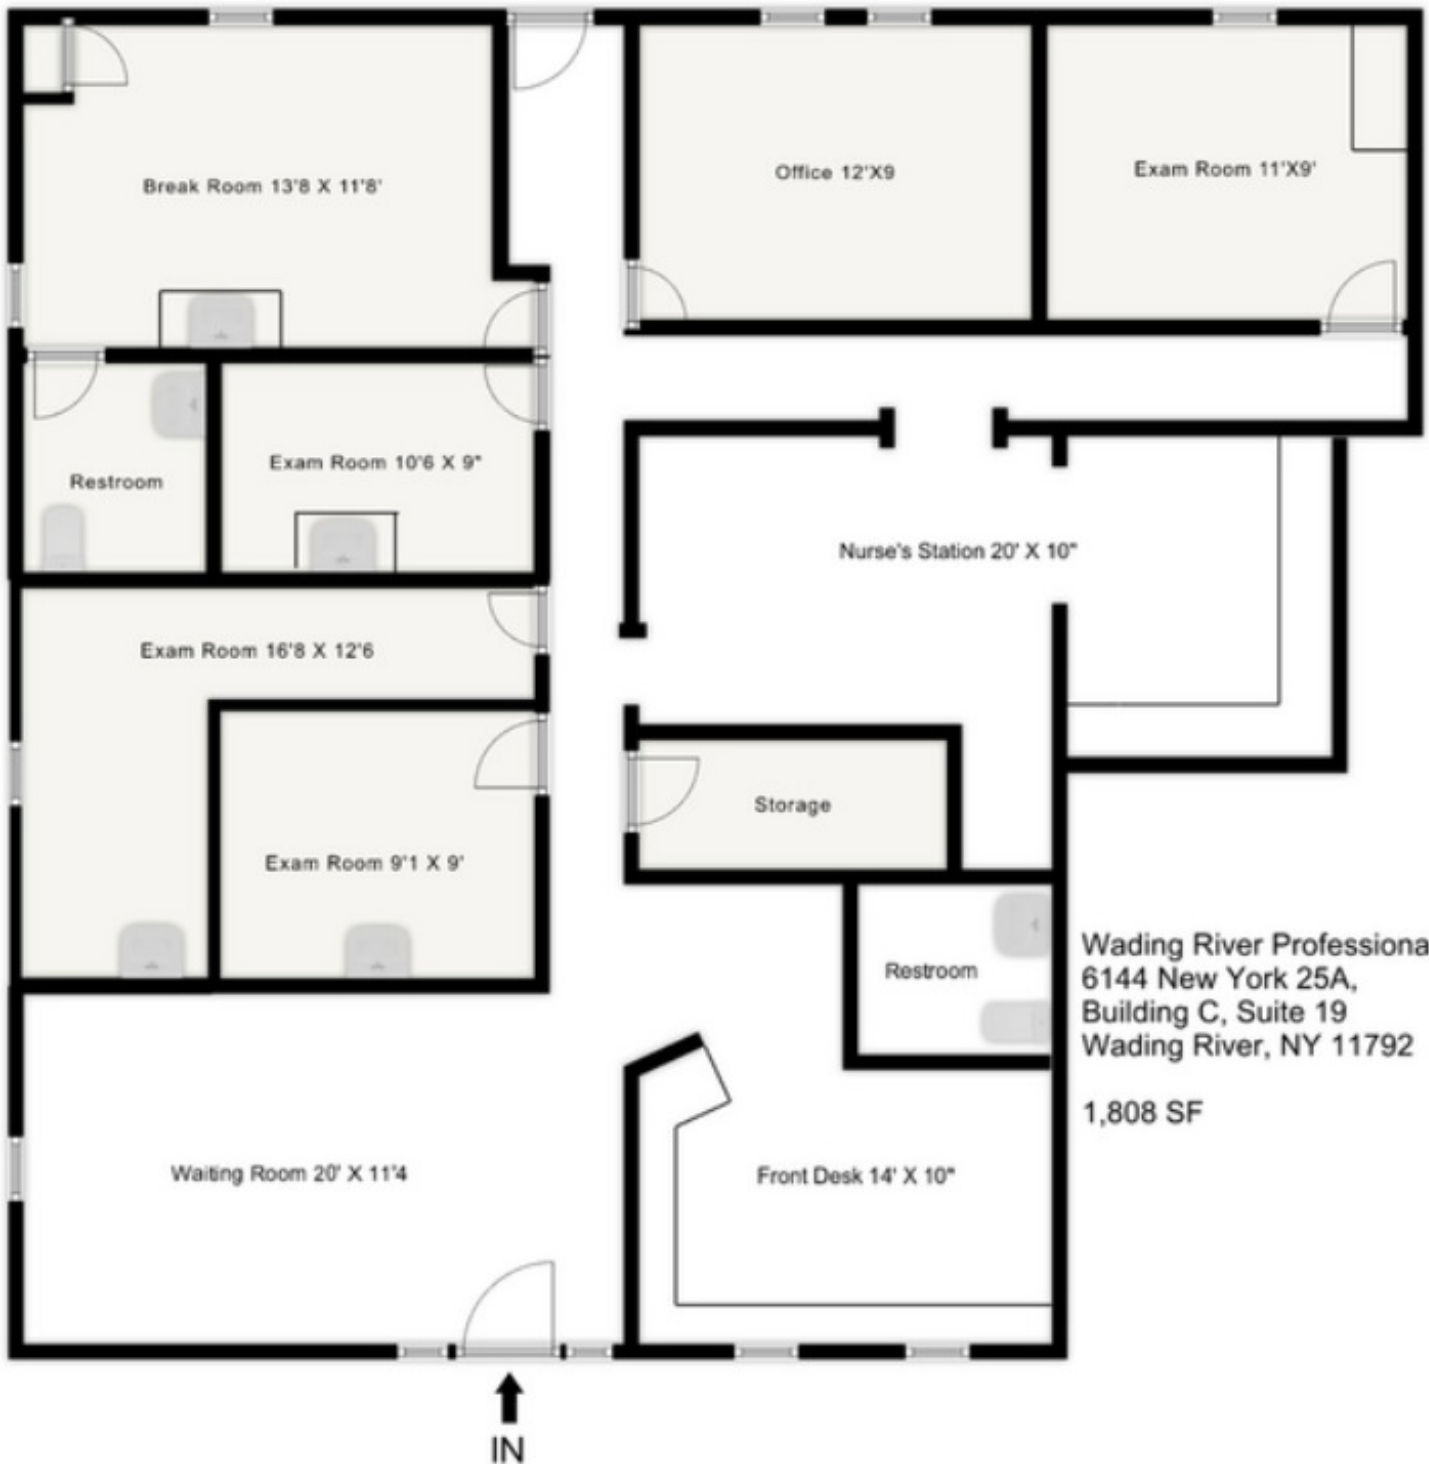 Break Room 13'8 X 11'8'
Office 12'X9
Exam Room 11'X9'
Restroom
Exam Room 10'6 X 9"
Nurse's Station 20' X 10"
Exam Room 16'8 X 12'6
Storage
Exam Room 9'1 X 9'
Restroom
Wading River Professiona
6144 New York 25A,
Building C, Suite 19
Wading River, NY 11792
1,808 SF
Waiting Room 20' X 11'4
Front Desk 14' X 10"
IN